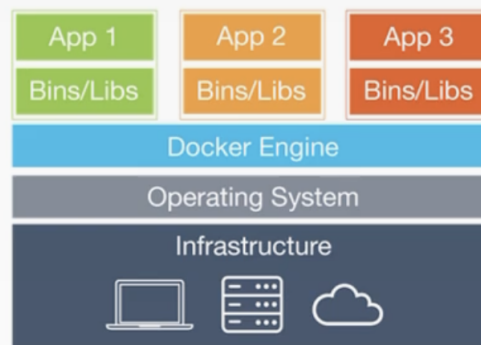 App 1 App 2 App 3
Bins/Libs Bins/Libs Bins/Libs
Docker Engine
Operating System
Infrastructure